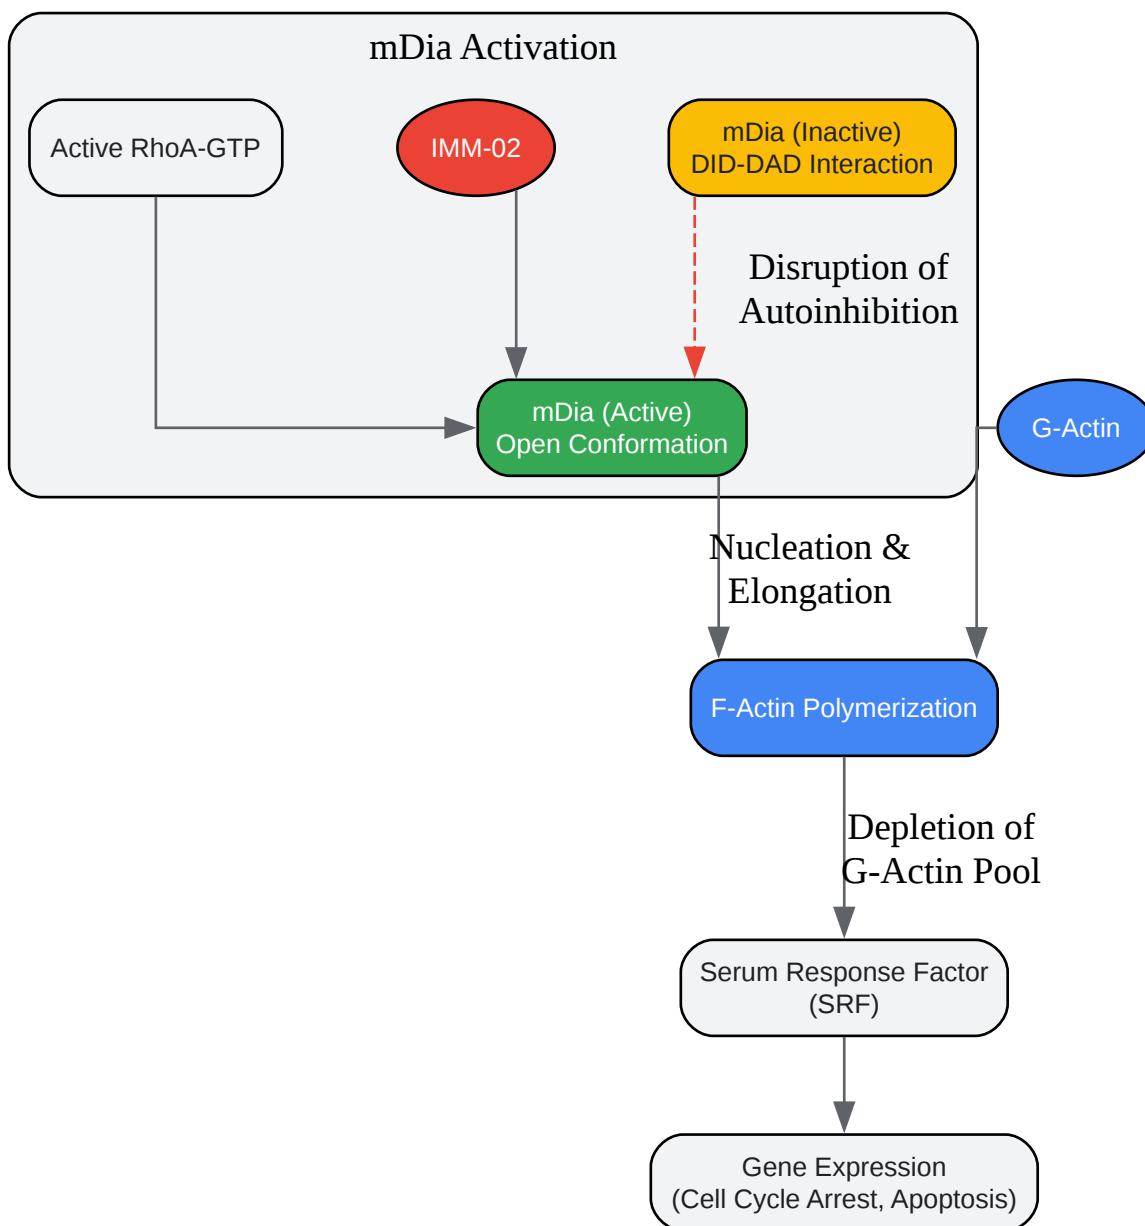 mDia Activation
Active RhoA-GTP
IMM-02
mDia (Inactive)
DID-DAD Interaction
Disruption of
Autoinhibition
mDia (Active)
Open Conformation
G-Actin
Nucleation &
Elongation
F-Actin Polymerization
Depletion of
G-Actin Pool
Serum Response Factor
(SRF)
Gene Expression
(Cell Cycle Arrest, Apoptosis)